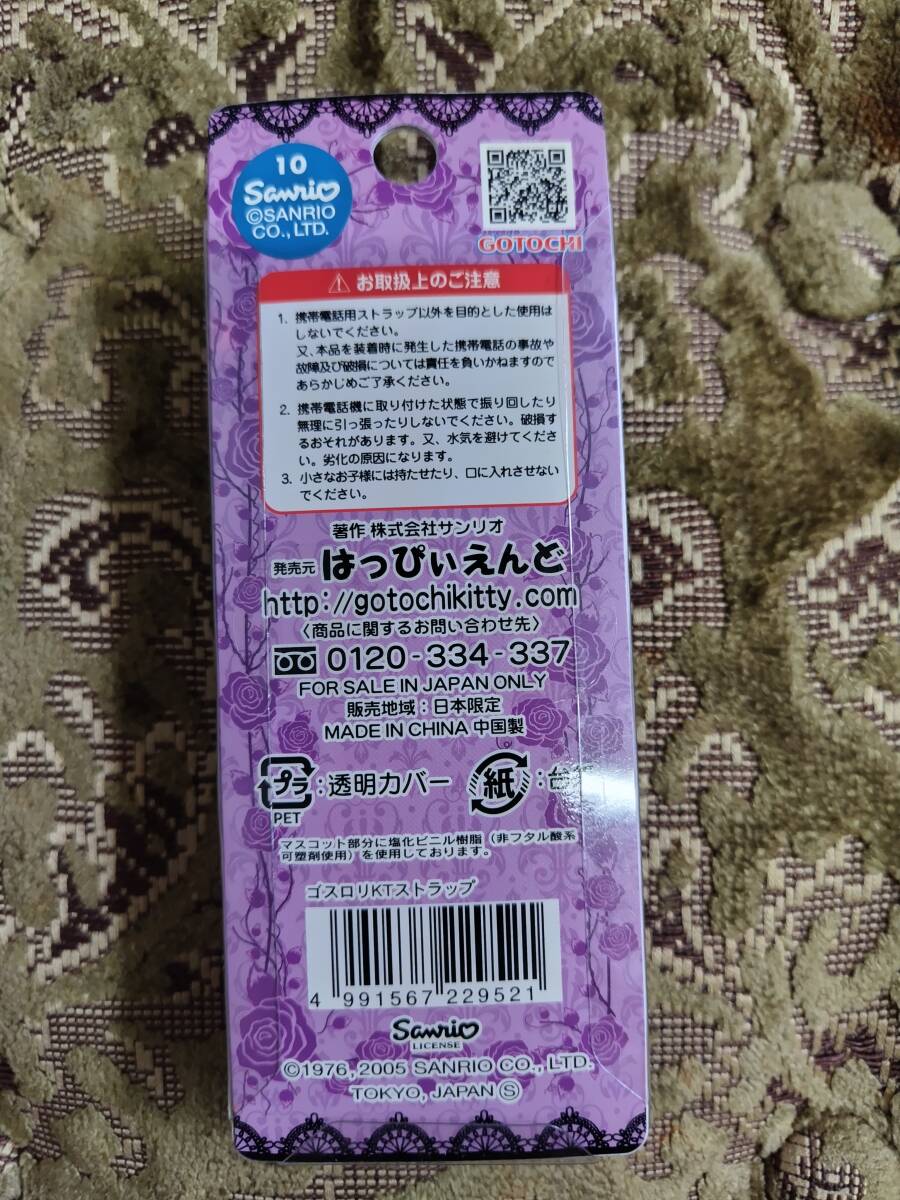 10
Sanrio
©SANRIO
CO., LTD.
GOTOCHI
お取扱上のご注意
1. 携帯電話用ストラップ以外を目的とした使用は
しないでください。
又、本品を装着時に発生した携帯電話の事故や
故障及び破損については責任を負いかねますので
あらかじめご了承ください。
2. 携帯電話機に取り付けた状態で振り回したり
無理に引っ張ったりしないでください。破損す
るおそれがあります。又、水気を避けてくださ
い。劣化の原因になります。
3. 小さなお子様には持たせたり、口に入れさせない
でください。
著作 株式会社サンリオ
発売元 はっぴぃえんど
http://gotochikitty.com
〈商品に関するお問い合わせ先〉
0120-334-337
FOR SALE IN JAPAN ONLY
販売地域：日本限定
MADE IN CHINA 中国製
プラ：透明カバー 紙：台
PET
マスコット部分に塩化ビニル樹脂（非フタル酸系
可塑剤使用）を使用しております。
ゴスロリKTストラップ
4 991567 229521
Sanrio
LICENSE
©1976, 2005 SANRIO CO., LTD.
TOKYO, JAPAN Ⓢ